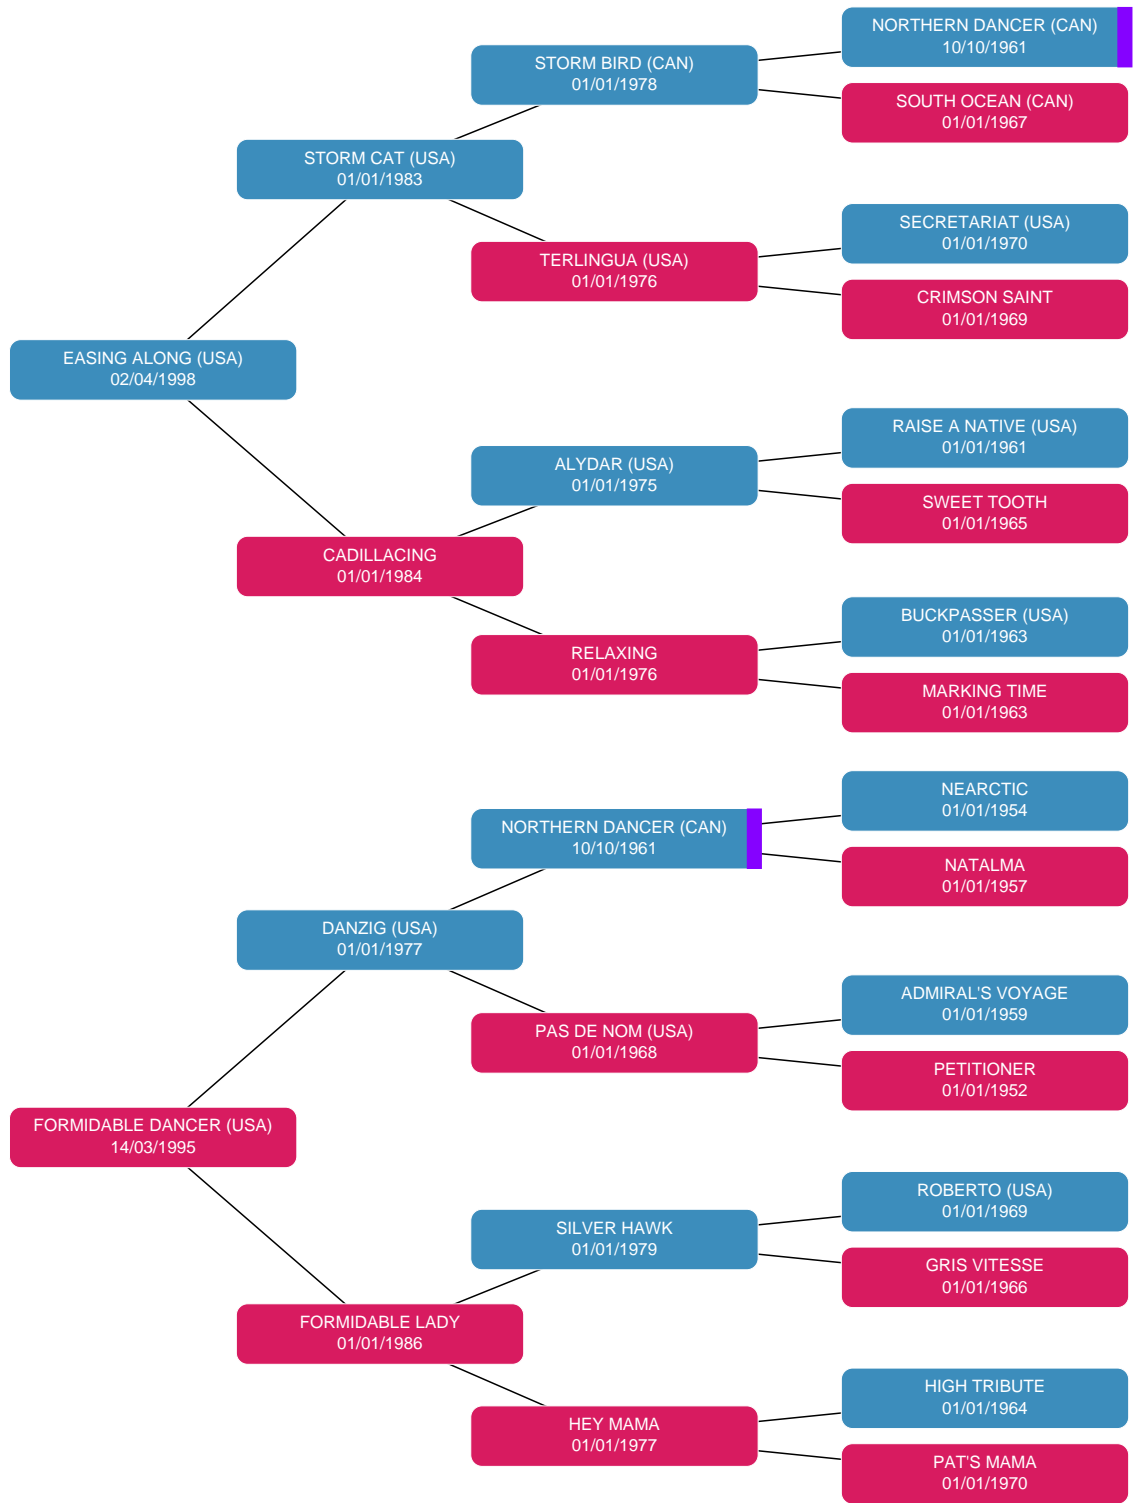 NORTHERN DANCER (CAN)
10/10/1961
STORM BIRD (CAN)
01/01/1978
SOUTH OCEAN (CAN)
01/01/1967
STORM CAT (USA)
01/01/1983
SECRETARIAT (USA)
01/01/1970
TERLINGUA (USA)
01/01/1976
CRIMSON SAINT
01/01/1969
EASING ALONG (USA)
02/04/1998
RAISE A NATIVE (USA)
01/01/1961
ALYDAR (USA)
01/01/1975
SWEET TOOTH
01/01/1965
CADILLACING
01/01/1984
BUCKPASSER (USA)
01/01/1963
RELAXING
01/01/1976
MARKING TIME
01/01/1963
NEARCTIC
01/01/1954
NORTHERN DANCER (CAN)
10/10/1961
NATALMA
01/01/1957
DANZIG (USA)
01/01/1977
ADMIRAL'S VOYAGE
01/01/1959
PAS DE NOM (USA)
01/01/1968
PETITIONER
01/01/1952
FORMIDABLE DANCER (USA)
14/03/1995
ROBERTO (USA)
01/01/1969
SILVER HAWK
01/01/1979
GRIS VITESSE
01/01/1966
FORMIDABLE LADY
01/01/1986
HIGH TRIBUTE
01/01/1964
HEY MAMA
01/01/1977
PAT'S MAMA
01/01/1970